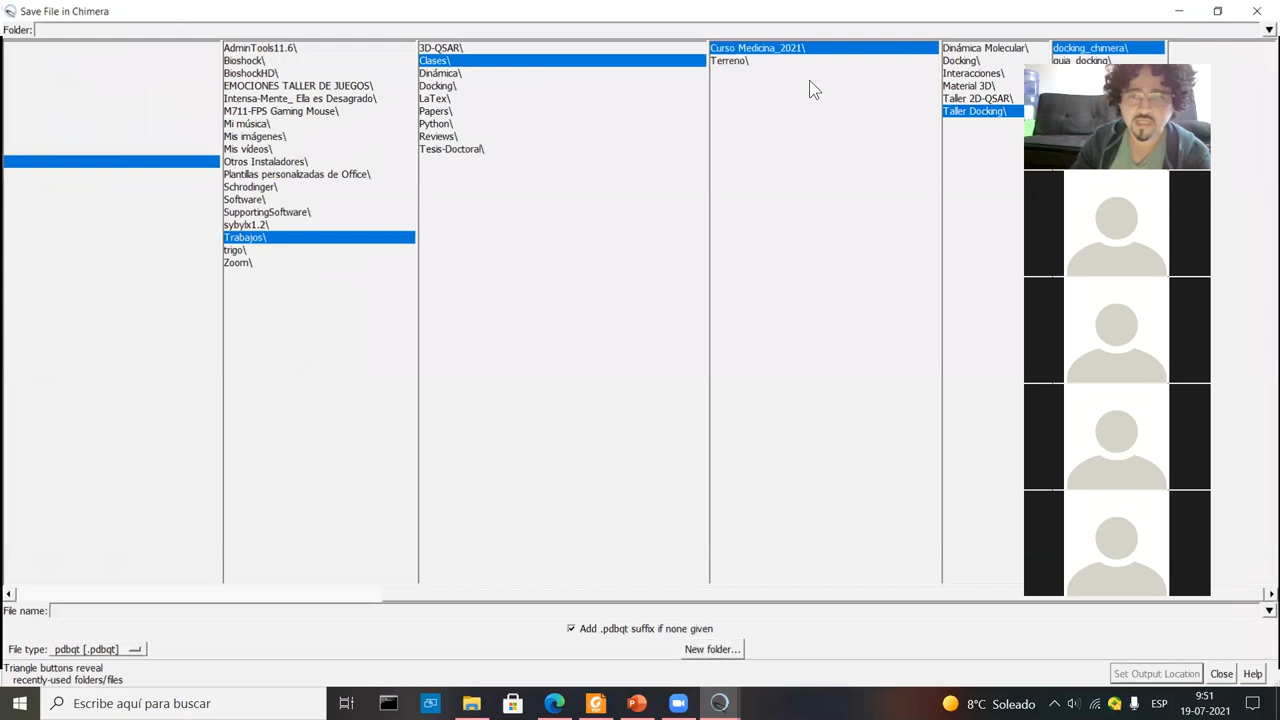 Save File in Chimera
Folder:
AdminTools11.6\
Bioshock\
BioshockHD\
EMOCIONES TALLER DE JUEGOS\
Intensa-Mente_ Ella es Desagrado\
M711-FPS Gaming Mouse\
Mi música\
Mis imágenes\
Mis vídeos\
Otros Instaladores\
Plantillas personalizadas de Office\
Schrodinger\
Software\
SupportingSoftware\
sybylx1.2\
Trabajos\
trigo\
Zoom\
3D-QSAR\
Clases\
Dinámica\
Docking\
LaTex\
Papers\
Python\
Reviews\
Tesis-Doctoral\
Curso Medicina_2021\
Terreno\
Dinámica Molecular\
Docking\
Interacciones\
Material 3D\
Taller 2D-QSAR\
Taller Docking\
docking_chimera\
guia_docking\
File name:
Add .pdbqt suffix if none given
File type: pdbqt [.pdbqt]
New folder...
Triangle buttons reveal
recently-used folders/files
Set Output Location
Close
Help
Escribe aquí para buscar
8°C Soleado
ESP
9:51
19-07-2021